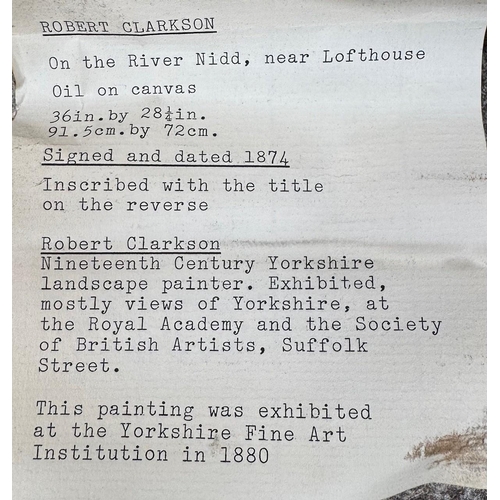 ROBERT CLARKSON
On the River Nidd, near Lofthouse
Oil on canvas
36in.by 28¼in.
91.5cm.by 72cm.
Signed and dated 1874
Inscribed with the title
on the reverse
Robert Clarkson
Nineteenth Century Yorkshire
landscape painter. Exhibited,
mostly views of Yorkshire, at
the Royal Academy and the Society
of British Artists, Suffolk
Street.
This painting was exhibited
at the Yorkshire Fine Art
Institution in 1880